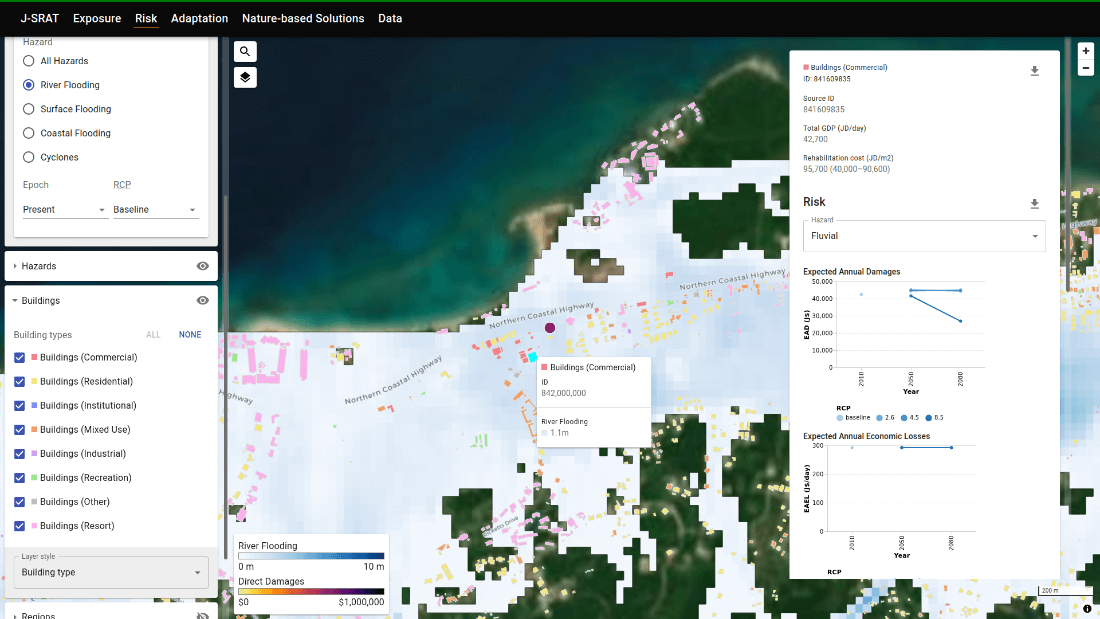 J-SRAT Exposure Risk Adaptation Nature-based Solutions Data
Hazard
All Hazards
River Flooding
Surface Flooding
Coastal Flooding
Cyclones
Epoch RCP
Present Baseline
Hazards
Buildings
Building types ALL NONE
Buildings (Commercial)
Buildings (Residential)
Buildings (Institutional)
Buildings (Mixed Use)
Buildings (Industrial)
Buildings (Recreation)
Buildings (Other)
Buildings (Resort)
Layer style
Building type
Regions
Northern Coastal Highway
Northern Coastal Highway
Northern Coastal Highway
Highway
Buildings (Commercial)
ID
842,000,000
River Flooding
1.1m
River Flooding
0 m 10 m
Direct Damages
$0 $1,000,000
Buildings (Commercial)
ID: 841609835
Source ID
841609835
Total GDP (JD/day)
42,700
Rehabilitation cost (JD/m2)
95,700 (40,000–90,600)
Risk
Hazard
Fluvial
Expected Annual Damages
50,000
40,000
30,000
20,000
10,000
0
EAD (J$)
2010 2050 2080
Year
RCP
baseline 2.6 4.5 8.5
Expected Annual Economic Losses
300
200
100
0
EAEL (J$/day)
2010 2050 2080
Year
RCP
+
−
200 m